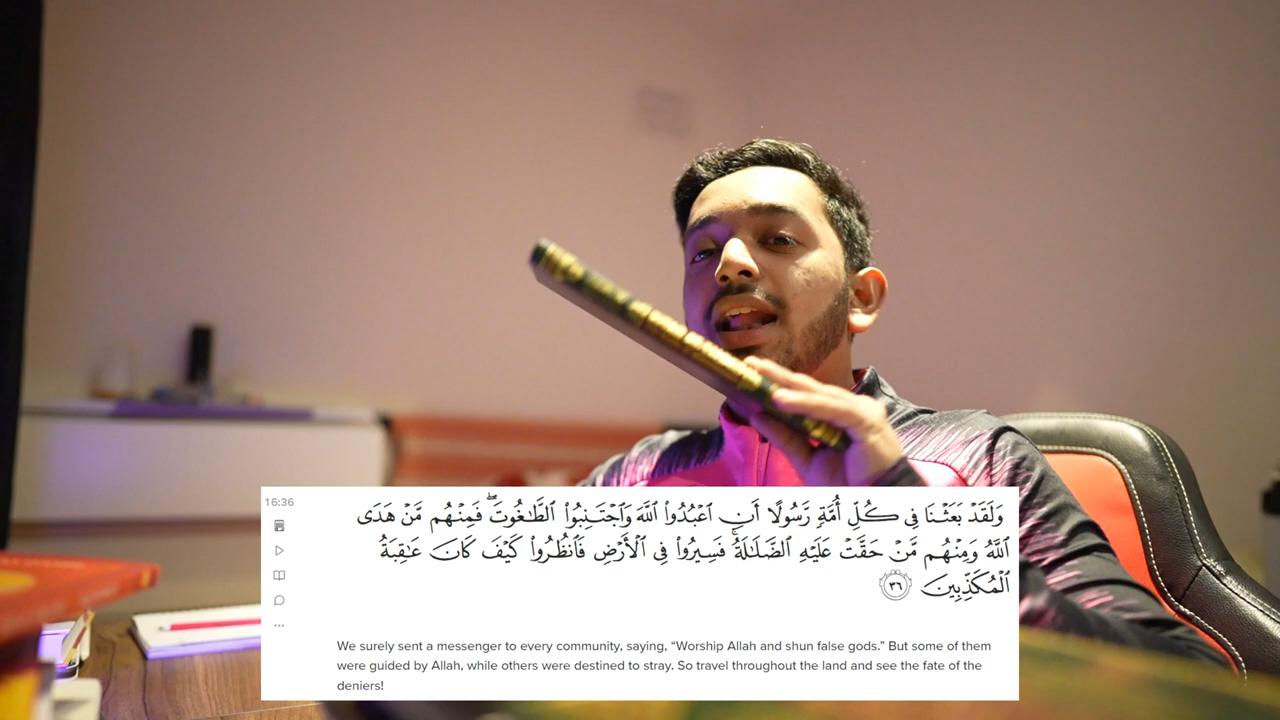 16:36
وَلَقَدْ بَعَثْنَا فِى كُلِّ أُمَّةٍ رَّسُولًا أَنِ ٱعْبُدُوا۟ ٱللَّهَ وَٱجْتَنِبُوا۟ ٱلطَّـٰغُوتَ ۖ فَمِنْهُم مَّنْ هَدَى
ٱللَّهُ وَمِنْهُم مَّنْ حَقَّتْ عَلَيْهِ ٱلضَّلَـٰلَةُ ۚ فَسِيرُوا۟ فِى ٱلْأَرْضِ فَٱنظُرُوا۟ كَيْفَ كَانَ عَـٰقِبَةُ
ٱلْمُكَذِّبِينَ ٣٦
We surely sent a messenger to every community, saying, “Worship Allah and shun false gods.” But some of them
were guided by Allah, while others were destined to stray. So travel throughout the land and see the fate of the
deniers!